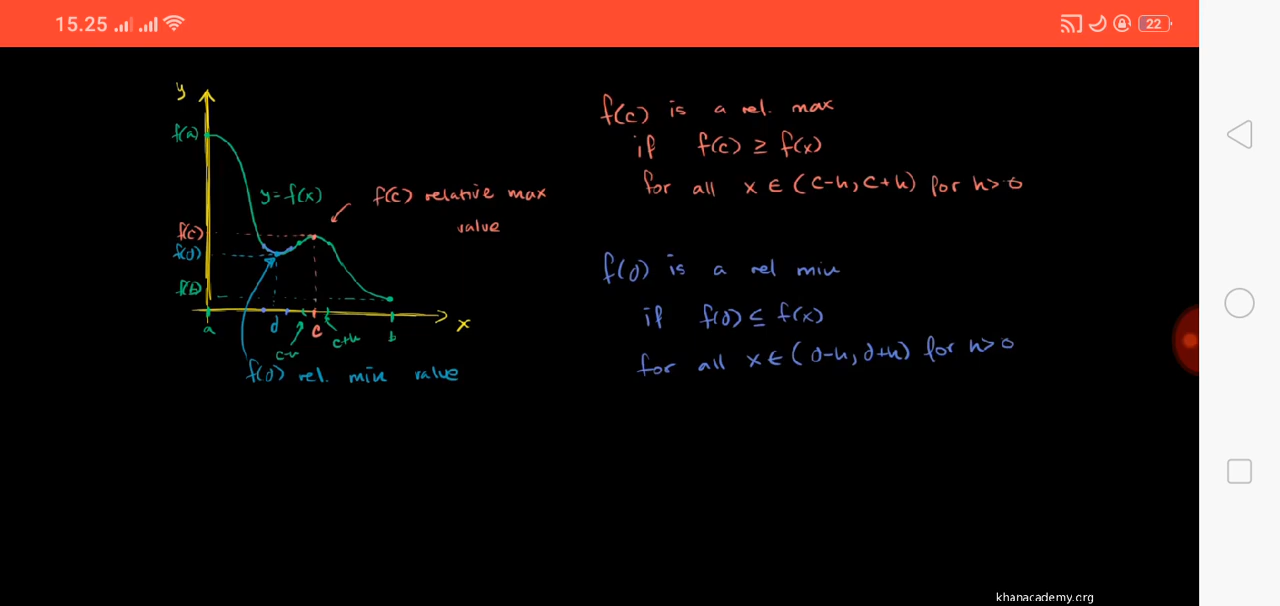 15.25
22
y
f(a)
y=f(x)
f(c) relative max
value
f(c)
f(d)
f(b)
a
d
c
b
x
c-h
c+h
f(d) rel. min value
f(c) is a rel. max
if f(c) ≥ f(x)
for all x ∈ (c-h, c+h) for h>0
f(d) is a rel min
if f(d) ≤ f(x)
for all x ∈ (d-h, d+h) for h>0
khanacademy.org